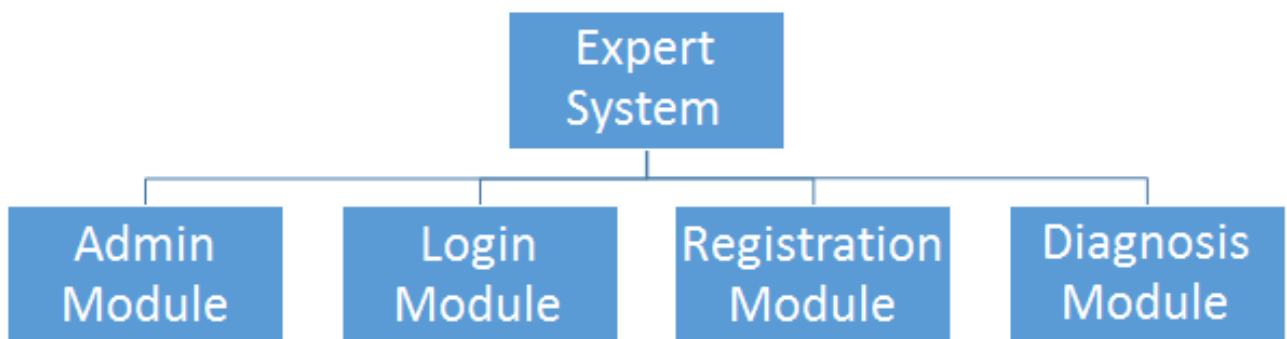 Expert
System
Admin
Module
Login
Module
Registration
Module
Diagnosis
Module